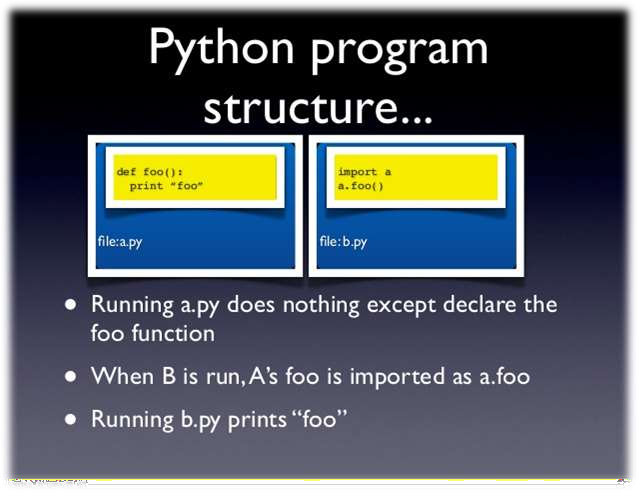 Python program
structure...
def foo():
print “foo”
file:a.py
import a
a.foo()
file: b.py
• Running a.py does nothing except declare the
foo function
• When B is run, A’s foo is imported as a.foo
• Running b.py prints “foo”